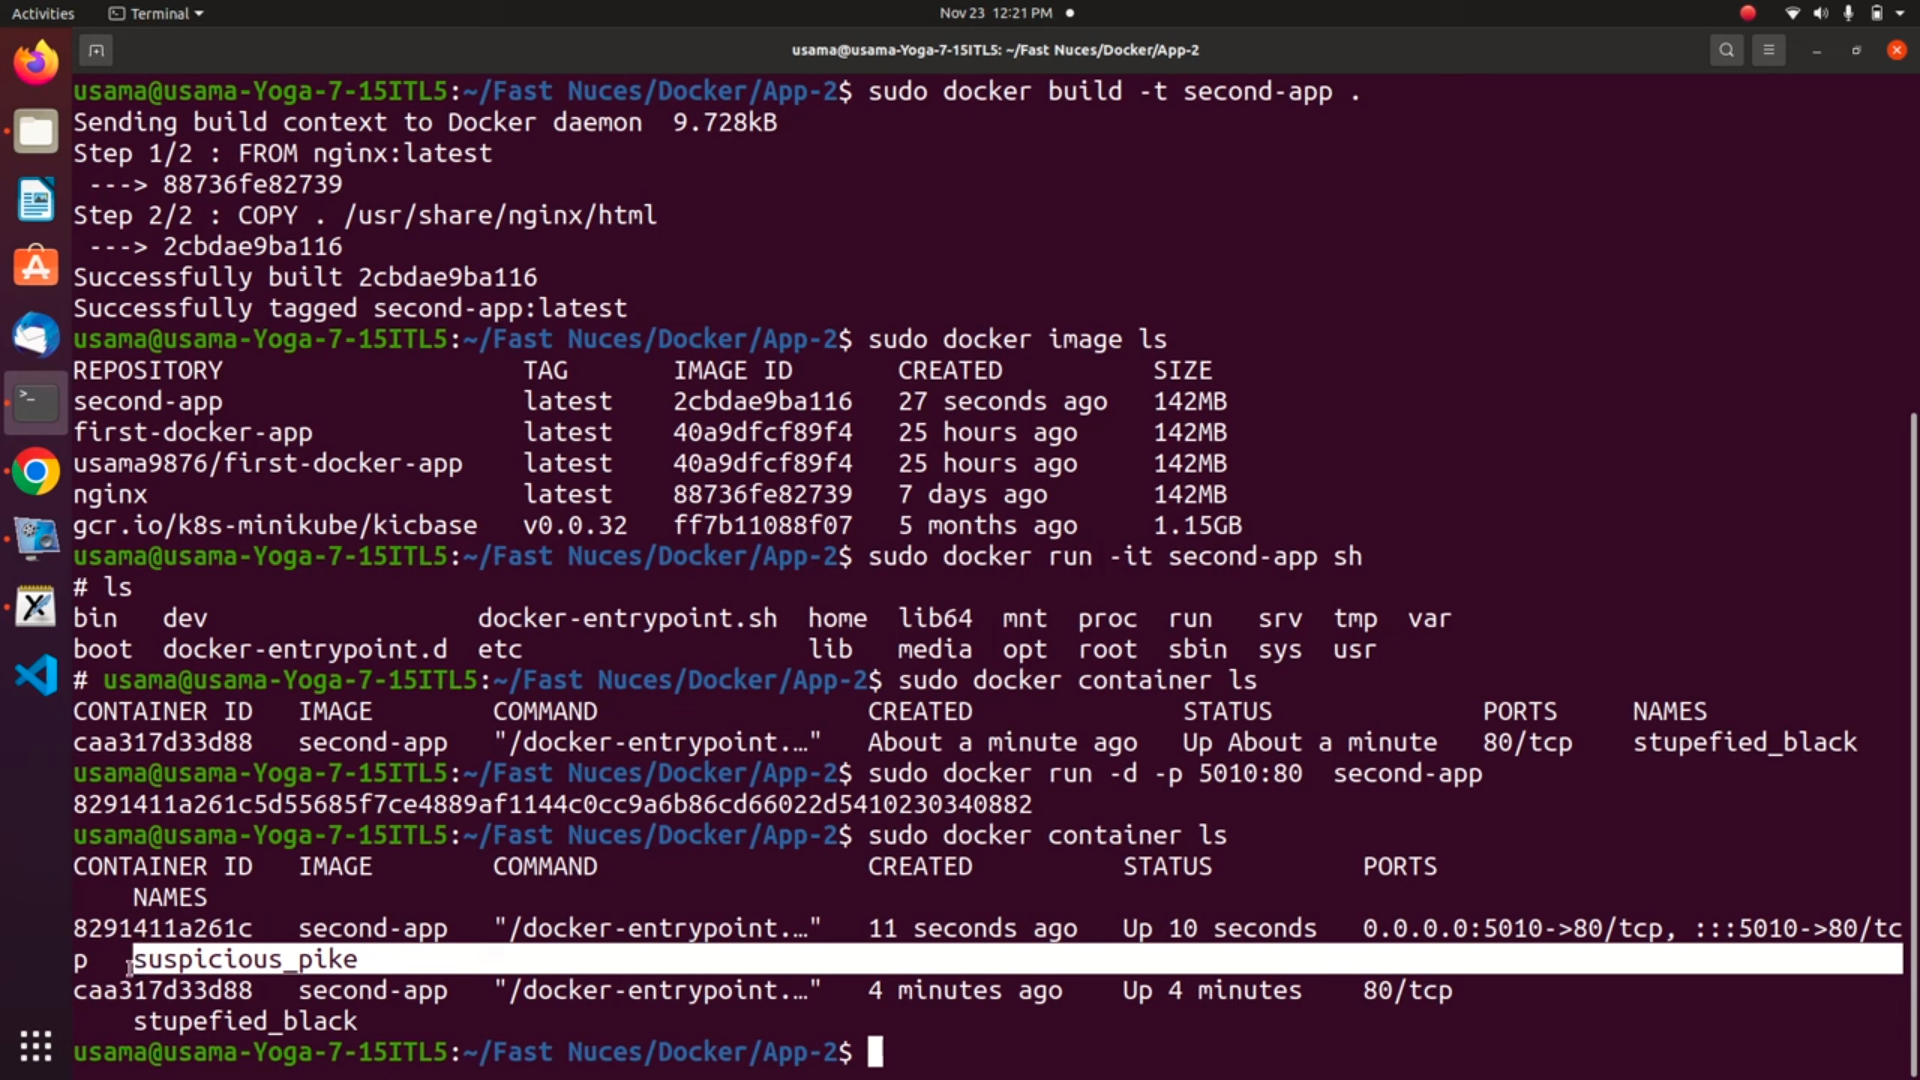 Activities Terminal Nov 23 12:21 PM
usama@usama-Yoga-7-15ITL5: ~/Fast Nuces/Docker/App-2
usama@usama-Yoga-7-15ITL5:~/Fast Nuces/Docker/App-2$ sudo docker build -t second-app .
Sending build context to Docker daemon 9.728kB
Step 1/2 : FROM nginx:latest
---> 88736fe82739
Step 2/2 : COPY . /usr/share/nginx/html
---> 2cbdae9ba116
Successfully built 2cbdae9ba116
Successfully tagged second-app:latest
usama@usama-Yoga-7-15ITL5:~/Fast Nuces/Docker/App-2$ sudo docker image ls
REPOSITORY TAG IMAGE ID CREATED SIZE
second-app latest 2cbdae9ba116 27 seconds ago 142MB
first-docker-app latest 40a9dfcf89f4 25 hours ago 142MB
usama9876/first-docker-app latest 40a9dfcf89f4 25 hours ago 142MB
nginx latest 88736fe82739 7 days ago 142MB
gcr.io/k8s-minikube/kicbase v0.0.32 ff7b11088f07 5 months ago 1.15GB
usama@usama-Yoga-7-15ITL5:~/Fast Nuces/Docker/App-2$ sudo docker run -it second-app sh
# ls
bin dev docker-entrypoint.sh home lib64 mnt proc run srv tmp var
boot docker-entrypoint.d etc lib media opt root sbin sys usr
# usama@usama-Yoga-7-15ITL5:~/Fast Nuces/Docker/App-2$ sudo docker container ls
CONTAINER ID IMAGE COMMAND CREATED STATUS PORTS NAMES
caa317d33d88 second-app "/docker-entrypoint.…" About a minute ago Up About a minute 80/tcp stupefied_black
usama@usama-Yoga-7-15ITL5:~/Fast Nuces/Docker/App-2$ sudo docker run -d -p 5010:80 second-app
8291411a261c5d55685f7ce4889af1144c0cc9a6b86cd66022d5410230340882
usama@usama-Yoga-7-15ITL5:~/Fast Nuces/Docker/App-2$ sudo docker container ls
CONTAINER ID IMAGE COMMAND CREATED STATUS PORTS
NAMES
8291411a261c second-app "/docker-entrypoint.…" 11 seconds ago Up 10 seconds 0.0.0.0:5010->80/tcp, :::5010->80/tc
p suspicious_pike
caa317d33d88 second-app "/docker-entrypoint.…" 4 minutes ago Up 4 minutes 80/tcp
stupefied_black
usama@usama-Yoga-7-15ITL5:~/Fast Nuces/Docker/App-2$